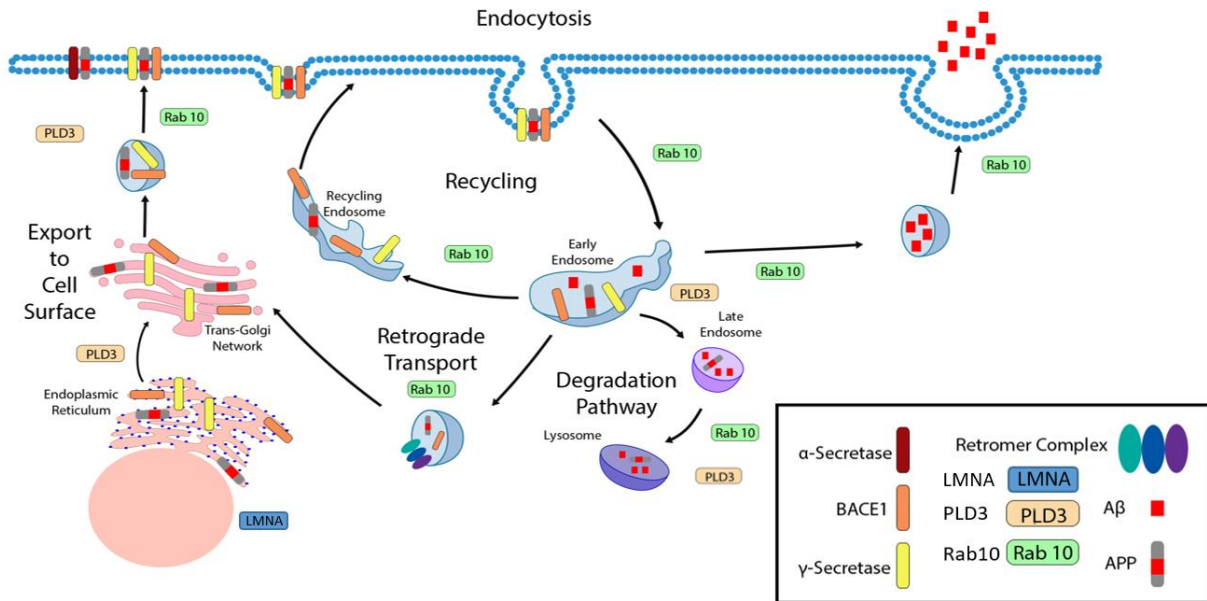 Endocytosis
PLD3
Rab 10
Rab 10
Rab 10
Recycling
Recycling
Endosome
Export
to
Cell
Surface
Rab 10
Early
Endosome
Rab 10
PLD3
Trans-Golgi
Network
Retrograde
Transport
Rab 10
Late
Endosome
PLD3
Endoplasmic
Reticulum
Degradation
Pathway
Lysosome
Rab 10
PLD3
LMNA
α-Secretase
BACE1
γ-Secretase
Retromer Complex
LMNA
LMNA
PLD3
PLD3
Rab10
Rab 10
Aβ
APP